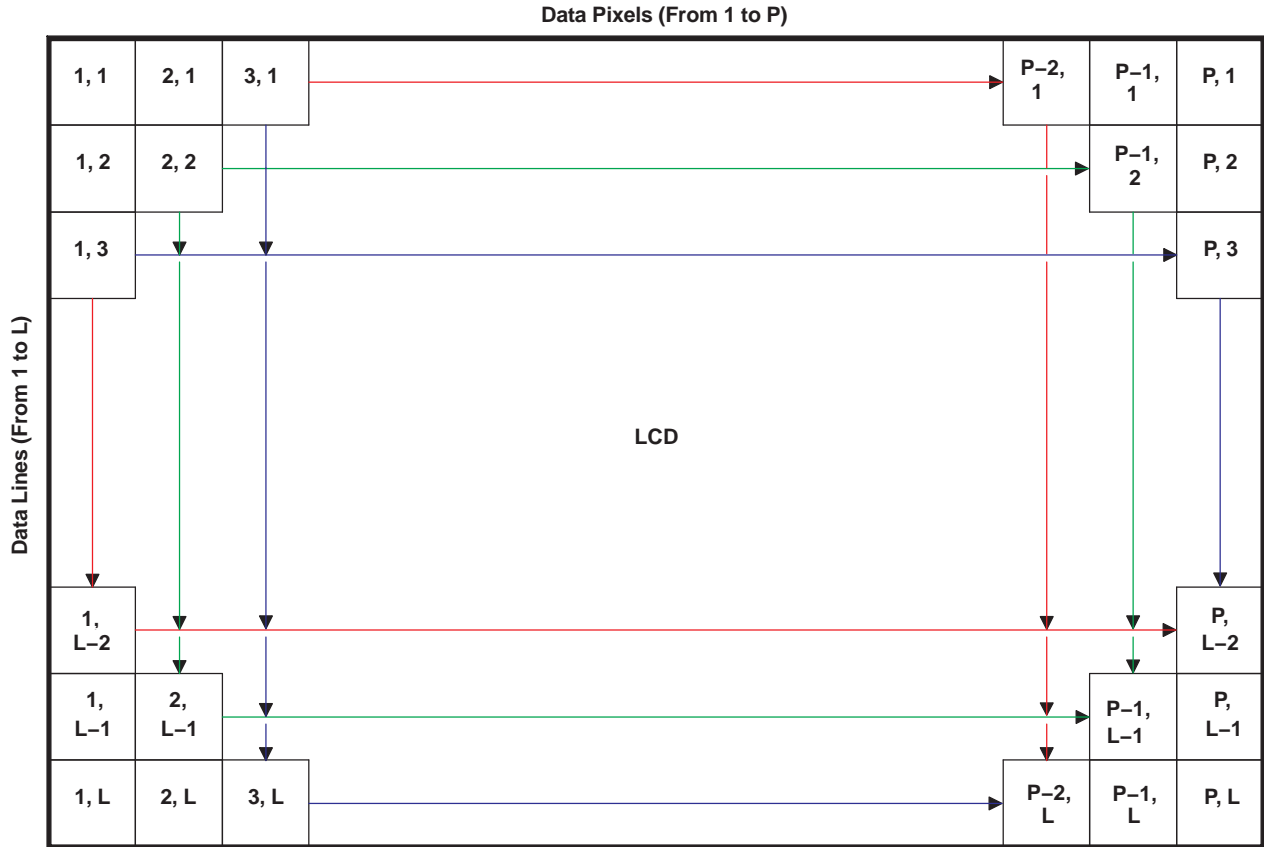 Data Pixels (From 1 to P)
1, 1
2, 1
3, 1
P–2,
1
P–1,
1
P, 1
1, 2
2, 2
P–1,
2
P, 2
1, 3
P, 3
Data Lines (From 1 to L)
LCD
1,
L–2
P,
L–2
1,
L–1
2,
L–1
P–1,
L–1
P,
L–1
1, L
2, L
3, L
P–2,
L
P–1,
L
P, L